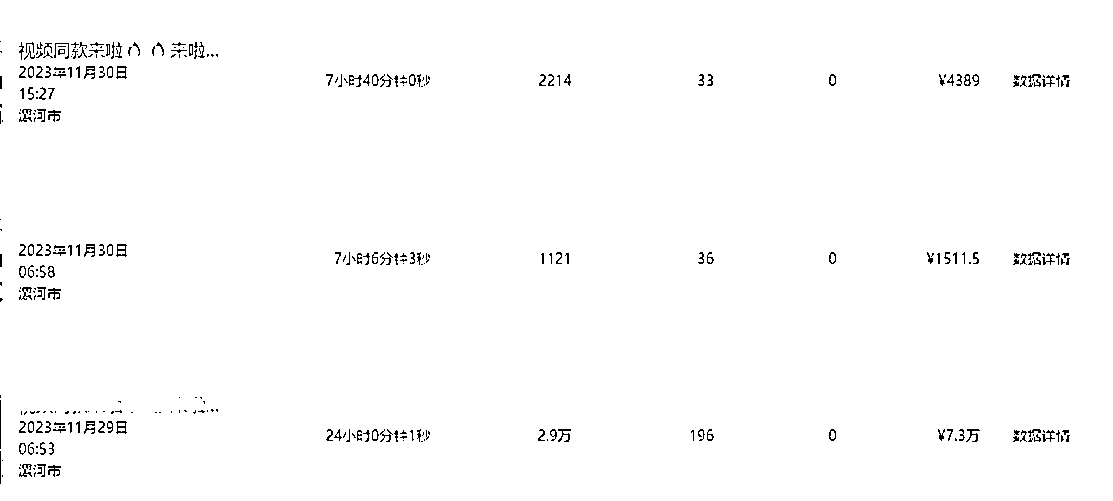 视频同款来啦 来啦...
2023年11月30日
15:27
漯河市
7小时40分钟0秒
2214
33
0
¥4389
数据详情
2023年11月30日
06:58
漯河市
7小时6分钟3秒
1121
36
0
¥1511.5
数据详情
2023年11月29日
06:53
漯河市
24小时0分钟1秒
2.9万
196
0
¥7.3万
数据详情